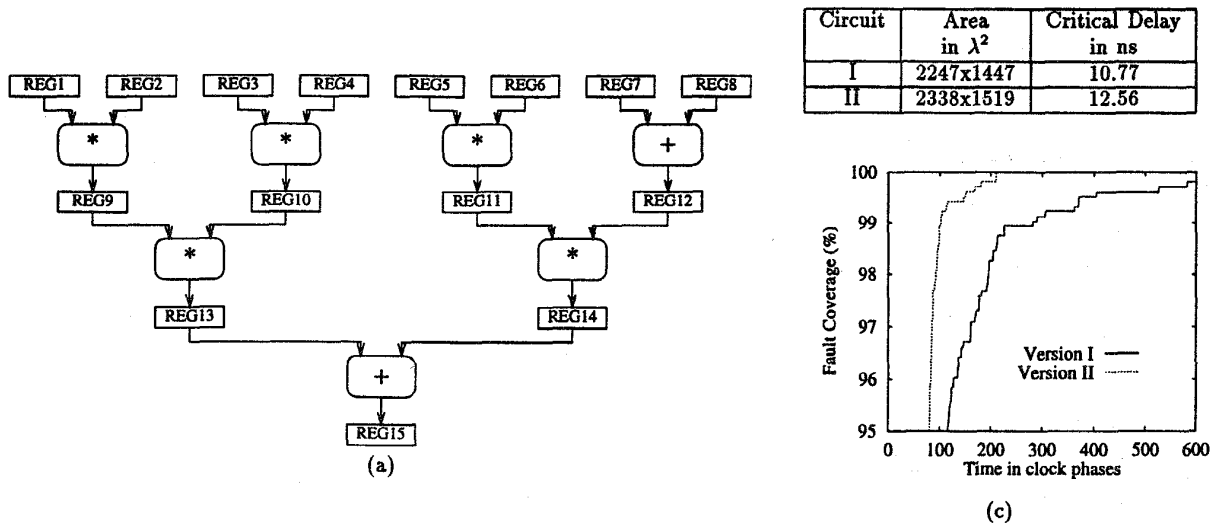 REG1 REG2 REG3 REG4 REG5 REG6 REG7 REG8
* * * +
REG9 REG10 REG11 REG12
* *
REG13 REG14
+
REG15
(a)
Circuit Area Critical Delay
in λ² in ns
I 2247x1447 10.77
II 2338x1519 12.56
Fault Coverage (%)
100
99
98
97
96
95
Version I
Version II
0 100 200 300 400 500 600
Time in clock phases
(c)